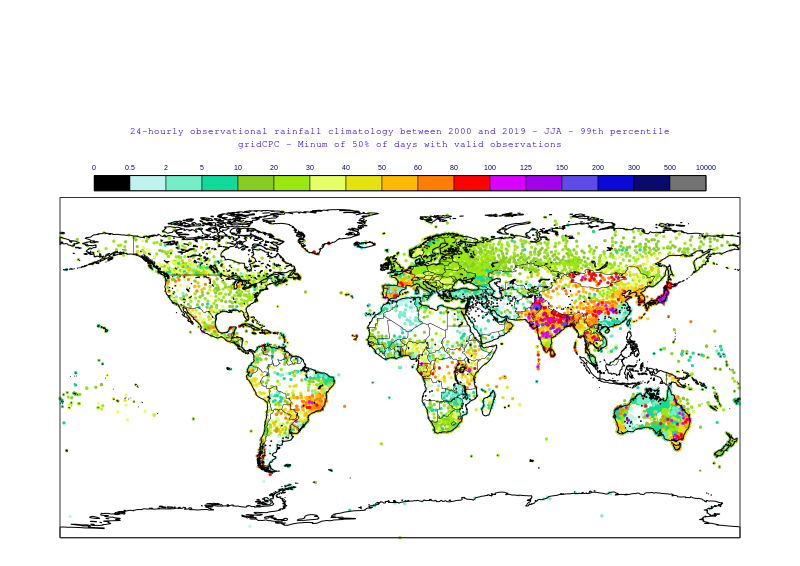 24-hourly observational rainfall climatology between 2000 and 2019 - JJA - 99th percentile
gridCPC - Minum of 50% of days with valid observations
0 0.5 2 5 10 20 30 40 50 60 80 100 125 150 200 300 500 10000